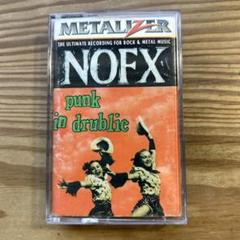 METALIZER
THE ULTIMATE RECORDING FOR ROCK & METAL MUSIC
NOFX
punk
in drublic